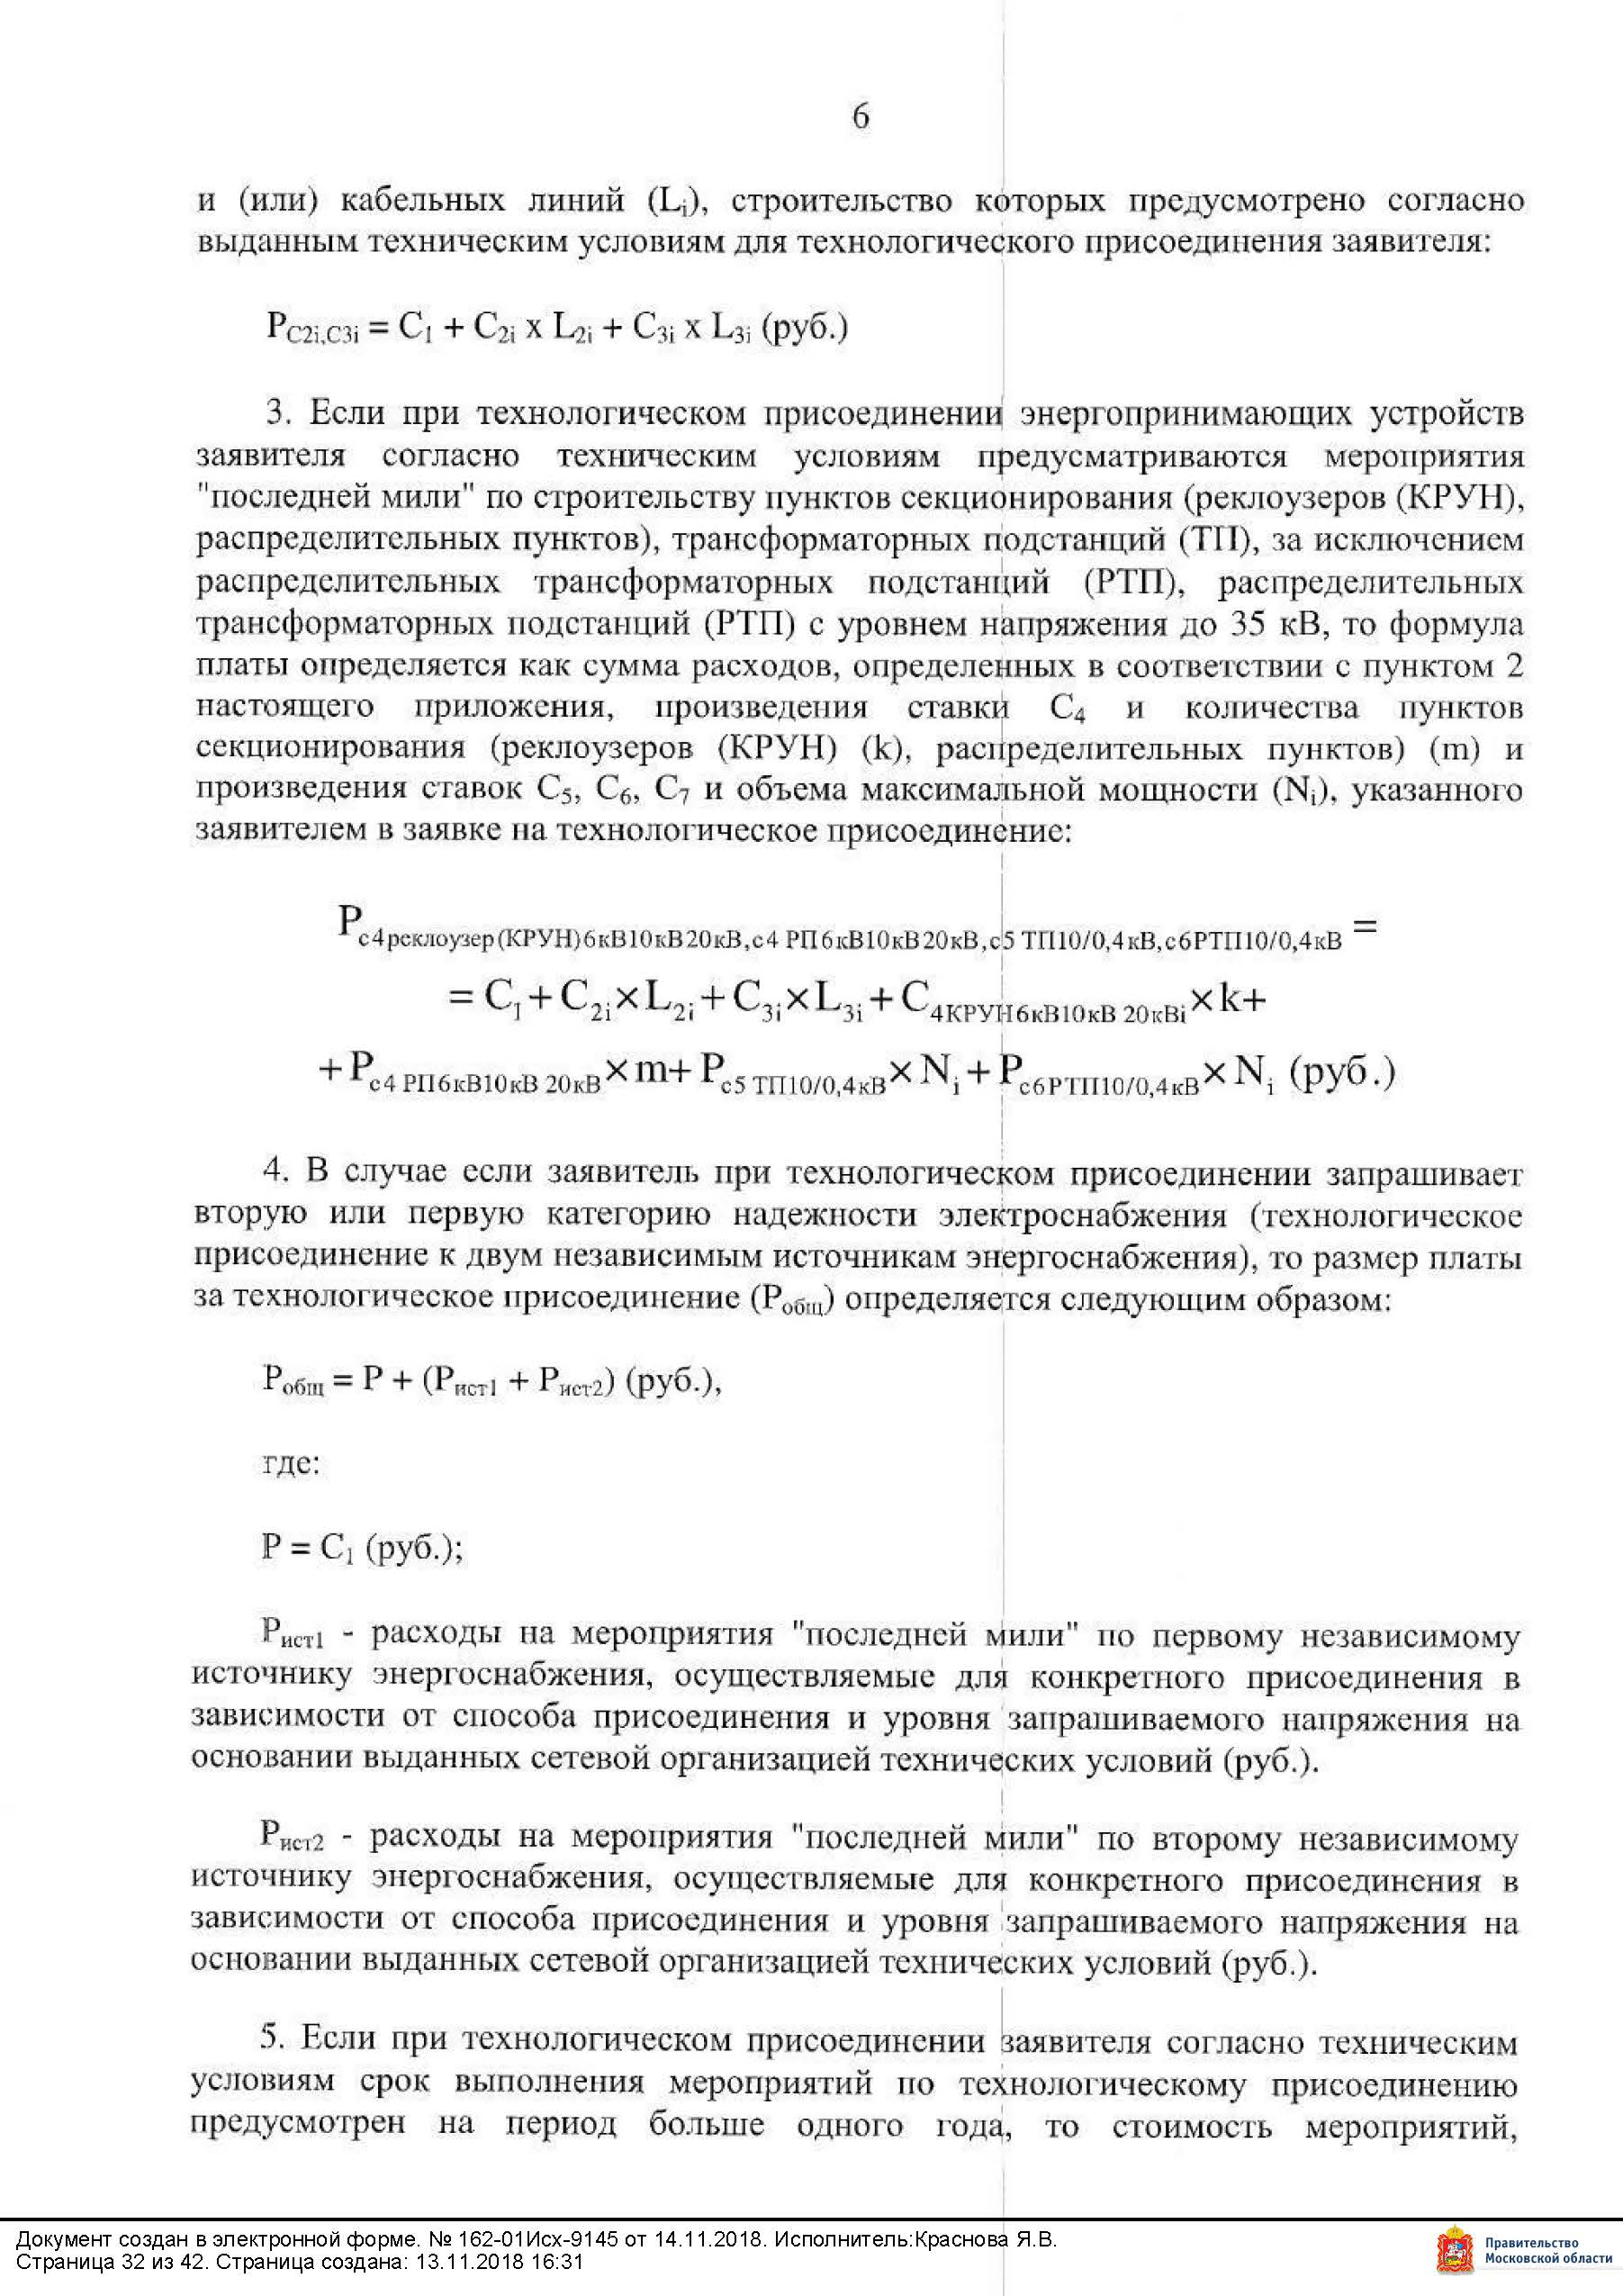 6
и (или) кабельных линий (Li), строительство которых предусмотрено согласно
выданным техническим условиям для технологического присоединения заявителя:
PC2i,C3i = C1 + C2i x L2i + C3i x L3i (руб.)
3. Если при технологическом присоединении энергопринимающих устройств
заявителя согласно техническим условиям предусматриваются мероприятия
"последней мили" по строительству пунктов секционирования (реклоузеров (КРУН),
распределительных пунктов), трансформаторных подстанций (ТП), за исключением
распределительных трансформаторных подстанций (РТП), распределительных
трансформаторных подстанций (РТП) с уровнем напряжения до 35 кВ, то формула
платы определяется как сумма расходов, определенных в соответствии с пунктом 2
настоящего приложения, произведения ставки C4 и количества пунктов
секционирования (реклоузеров (КРУН) (k), распределительных пунктов) (m) и
произведения ставок C5, C6, C7 и объема максимальной мощности (Ni), указанного
заявителем в заявке на технологическое присоединение:
Pс4реклоузер(КРУН)6кВ10кВ20кВ,с4 РП6кВ10кВ20кВ,с5 ТП10/0,4кВ,с6РТП10/0,4кВ =
= C1+C2i×L2i+C3i×L3i+C4КРУН6кВ10кВ 20кВi×k+
+Pс4 РП6кВ10кВ 20кВ×m+Pс5 ТП10/0,4кВ×Ni+Pс6РТП10/0,4кВ×Ni (руб.)
4. В случае если заявитель при технологическом присоединении запрашивает
вторую или первую категорию надежности электроснабжения (технологическое
присоединение к двум независимым источникам энергоснабжения), то размер платы
за технологическое присоединение (Pобщ) определяется следующим образом:
Pобщ = P + (Pист1 + Pист2) (руб.),
где:
P = C1 (руб.);
Pист1 - расходы на мероприятия "последней мили" по первому независимому
источнику энергоснабжения, осуществляемые для конкретного присоединения в
зависимости от способа присоединения и уровня запрашиваемого напряжения на
основании выданных сетевой организацией технических условий (руб.).
Pист2 - расходы на мероприятия "последней мили" по второму независимому
источнику энергоснабжения, осуществляемые для конкретного присоединения в
зависимости от способа присоединения и уровня запрашиваемого напряжения на
основании выданных сетевой организацией технических условий (руб.).
5. Если при технологическом присоединении заявителя согласно техническим
условиям срок выполнения мероприятий по технологическому присоединению
предусмотрен на период больше одного года, то стоимость мероприятий,
Документ создан в электронной форме. № 162-01Исх-9145 от 14.11.2018. Исполнитель:Краснова Я.В.
Страница 32 из 42. Страница создана: 13.11.2018 16:31
Правительство
Московской области